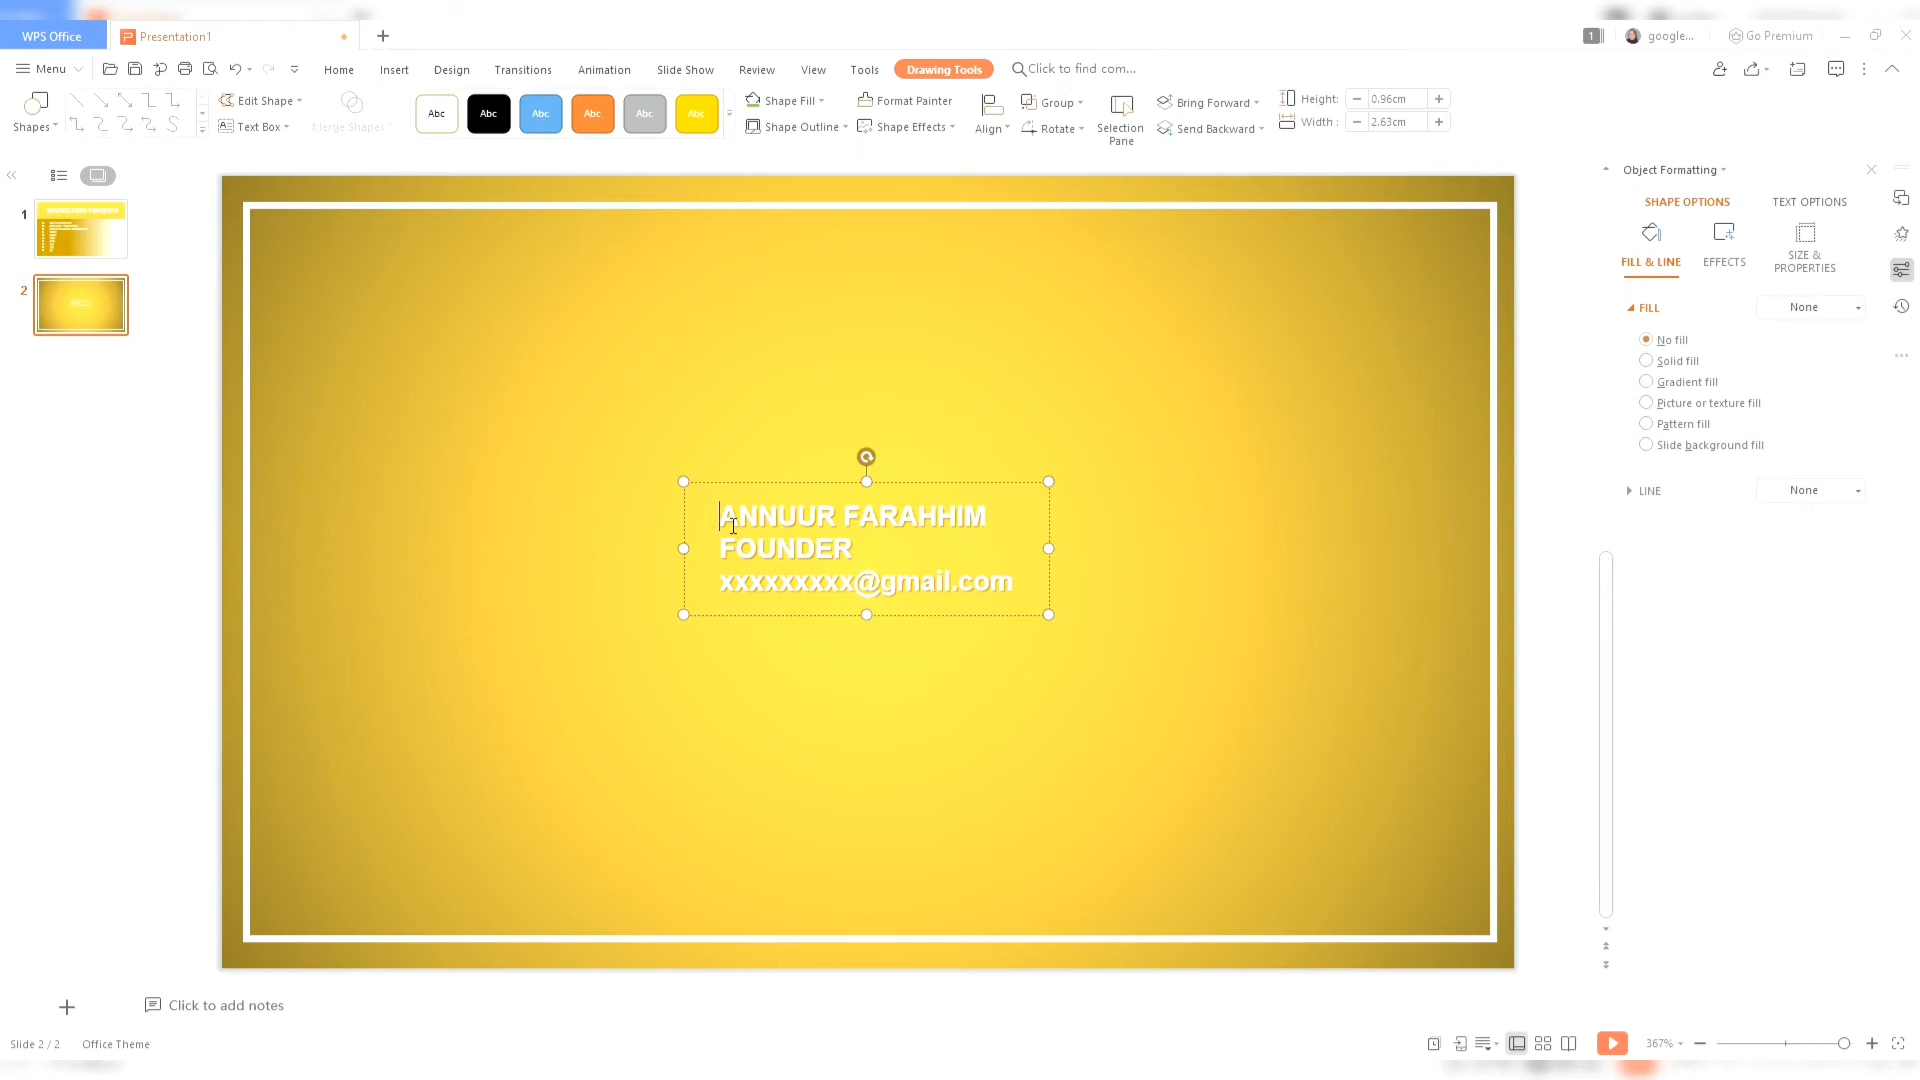 WPS Office
Presentation1
1
google...
Go Premium
Menu
Home
Insert
Design
Transitions
Animation
Slide Show
Review
View
Tools
Drawing Tools
Click to find com...
Shapes
Edit Shape
Text Box
Merge Shapes
Abc
Abc
Abc
Abc
Abc
Abc
Shape Fill
Shape Outline
Format Painter
Shape Effects
Align
Group
Rotate
Selection
Pane
Bring Forward
Send Backward
Height:
0.96cm
Width :
2.63cm
1
2
ANNUUR FARAHHIM
FOUNDER
xxxxxxxxx@gmail.com
Object Formatting
SHAPE OPTIONS
TEXT OPTIONS
FILL & LINE
EFFECTS
SIZE &
PROPERTIES
FILL
None
No fill
Solid fill
Gradient fill
Picture or texture fill
Pattern fill
Slide background fill
LINE
None
Click to add notes
Slide 2 / 2
Office Theme
367%